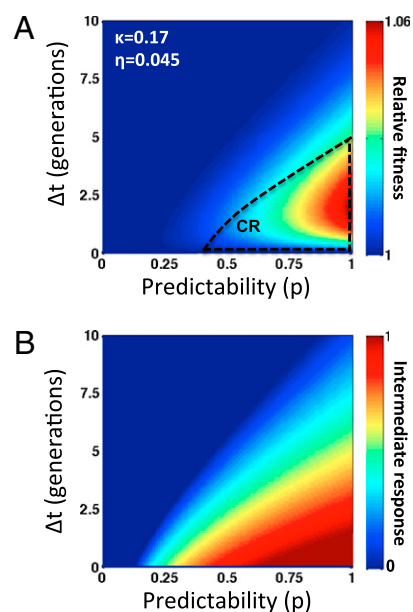 A
κ=0.17
η=0.045
10
7.5
5
2.5
0
Δt (generations)
CR
0
0.25
0.5
0.75
1
Predictability (p)
1.06
1
Relative fitness
B
10
7.5
5
2.5
0
Δt (generations)
0
0.25
0.5
0.75
1
Predictability (p)
1
0
Intermediate response